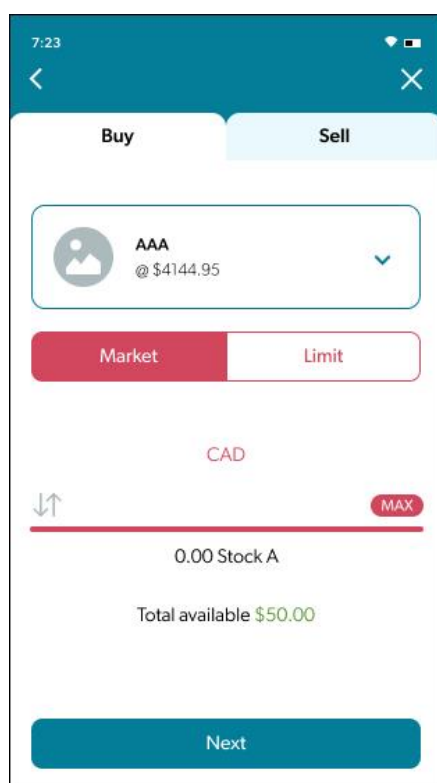 7:23
Buy
Sell
AAA
@ $4144.95
Market
Limit
CAD
MAX
0.00 Stock A
Total available $50.00
Next